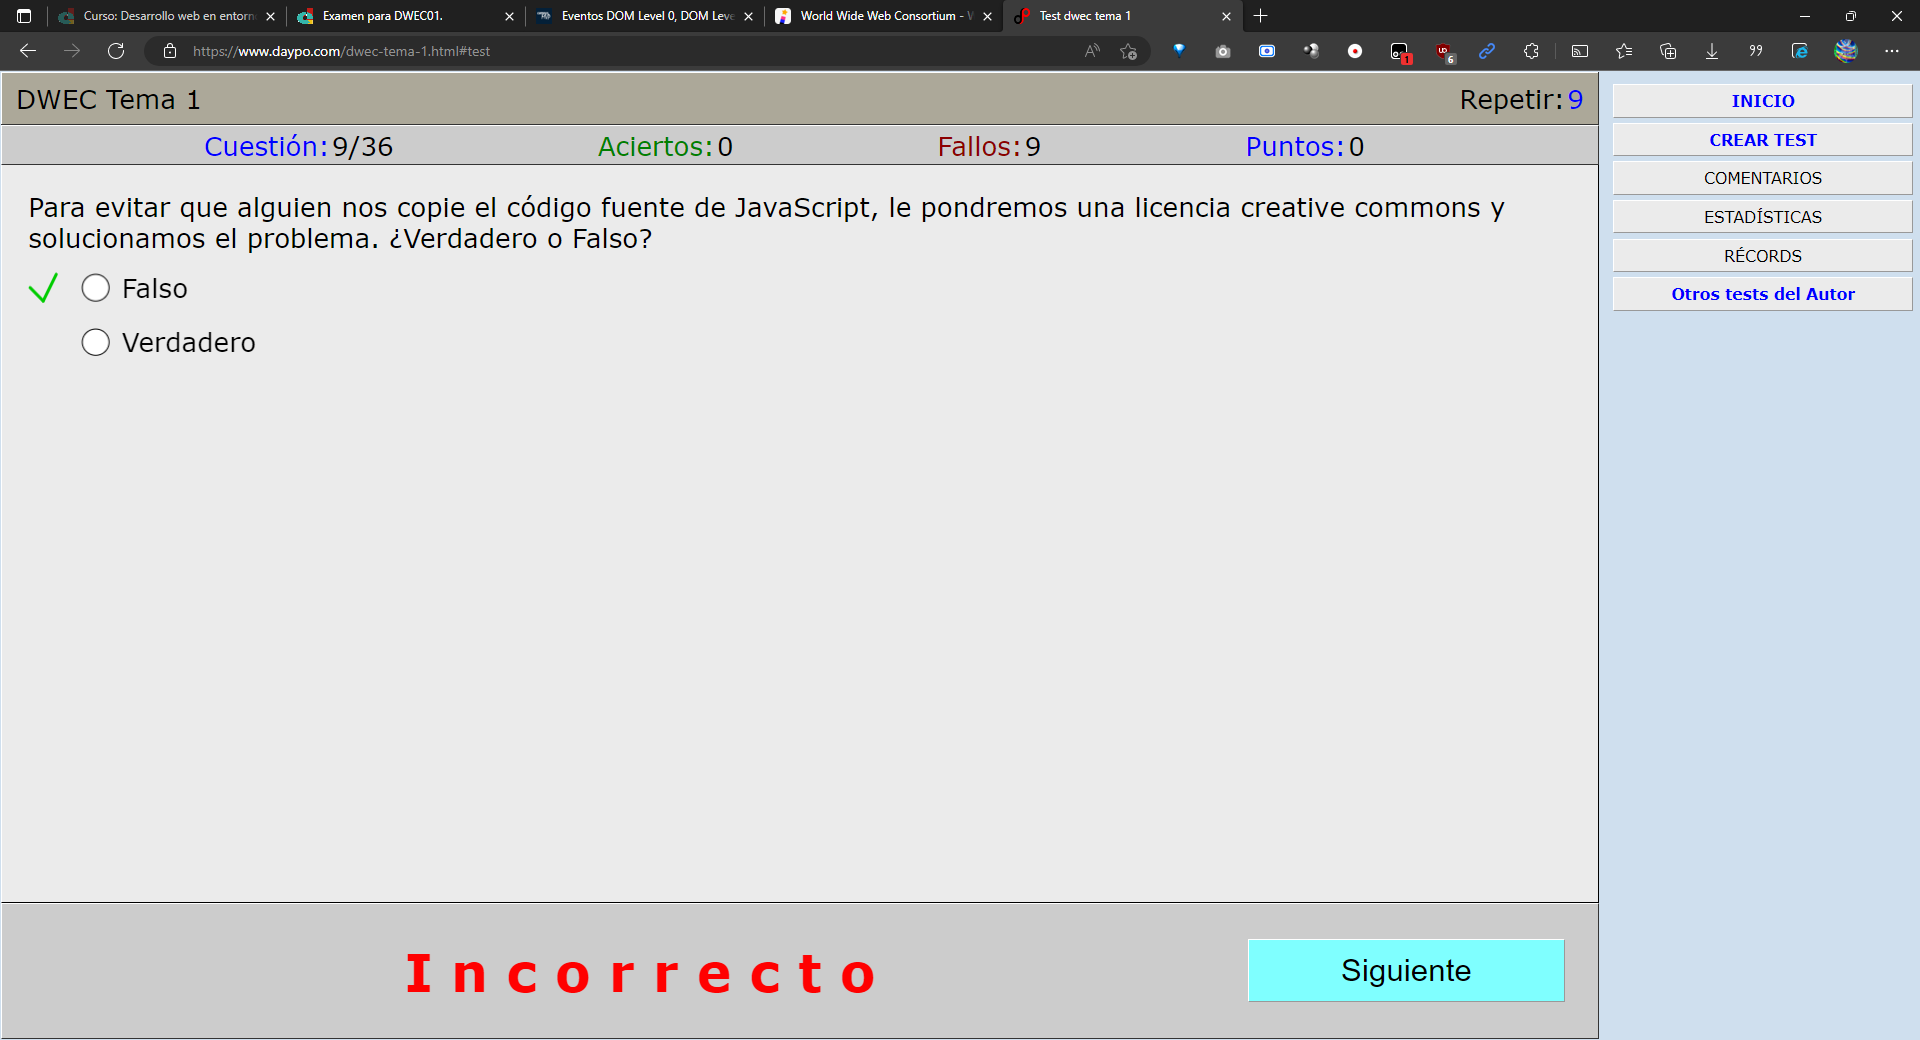 Curso: Desarrollo web en entorn
Examen para DWEC01.
Eventos DOM Level 0, DOM Leve
World Wide Web Consortium - W
Test dwec tema 1
https://www.daypo.com/dwec-tema-1.html#test
1
6
DWEC Tema 1
Repetir: 9
Cuestión: 9/36
Aciertos: 0
Fallos: 9
Puntos: 0
Para evitar que alguien nos copie el código fuente de JavaScript, le pondremos una licencia creative commons y
solucionamos el problema. ¿Verdadero o Falso?
Falso
Verdadero
Incorrecto
Siguiente
INICIO
CREAR TEST
COMENTARIOS
ESTADÍSTICAS
RÉCORDS
Otros tests del Autor